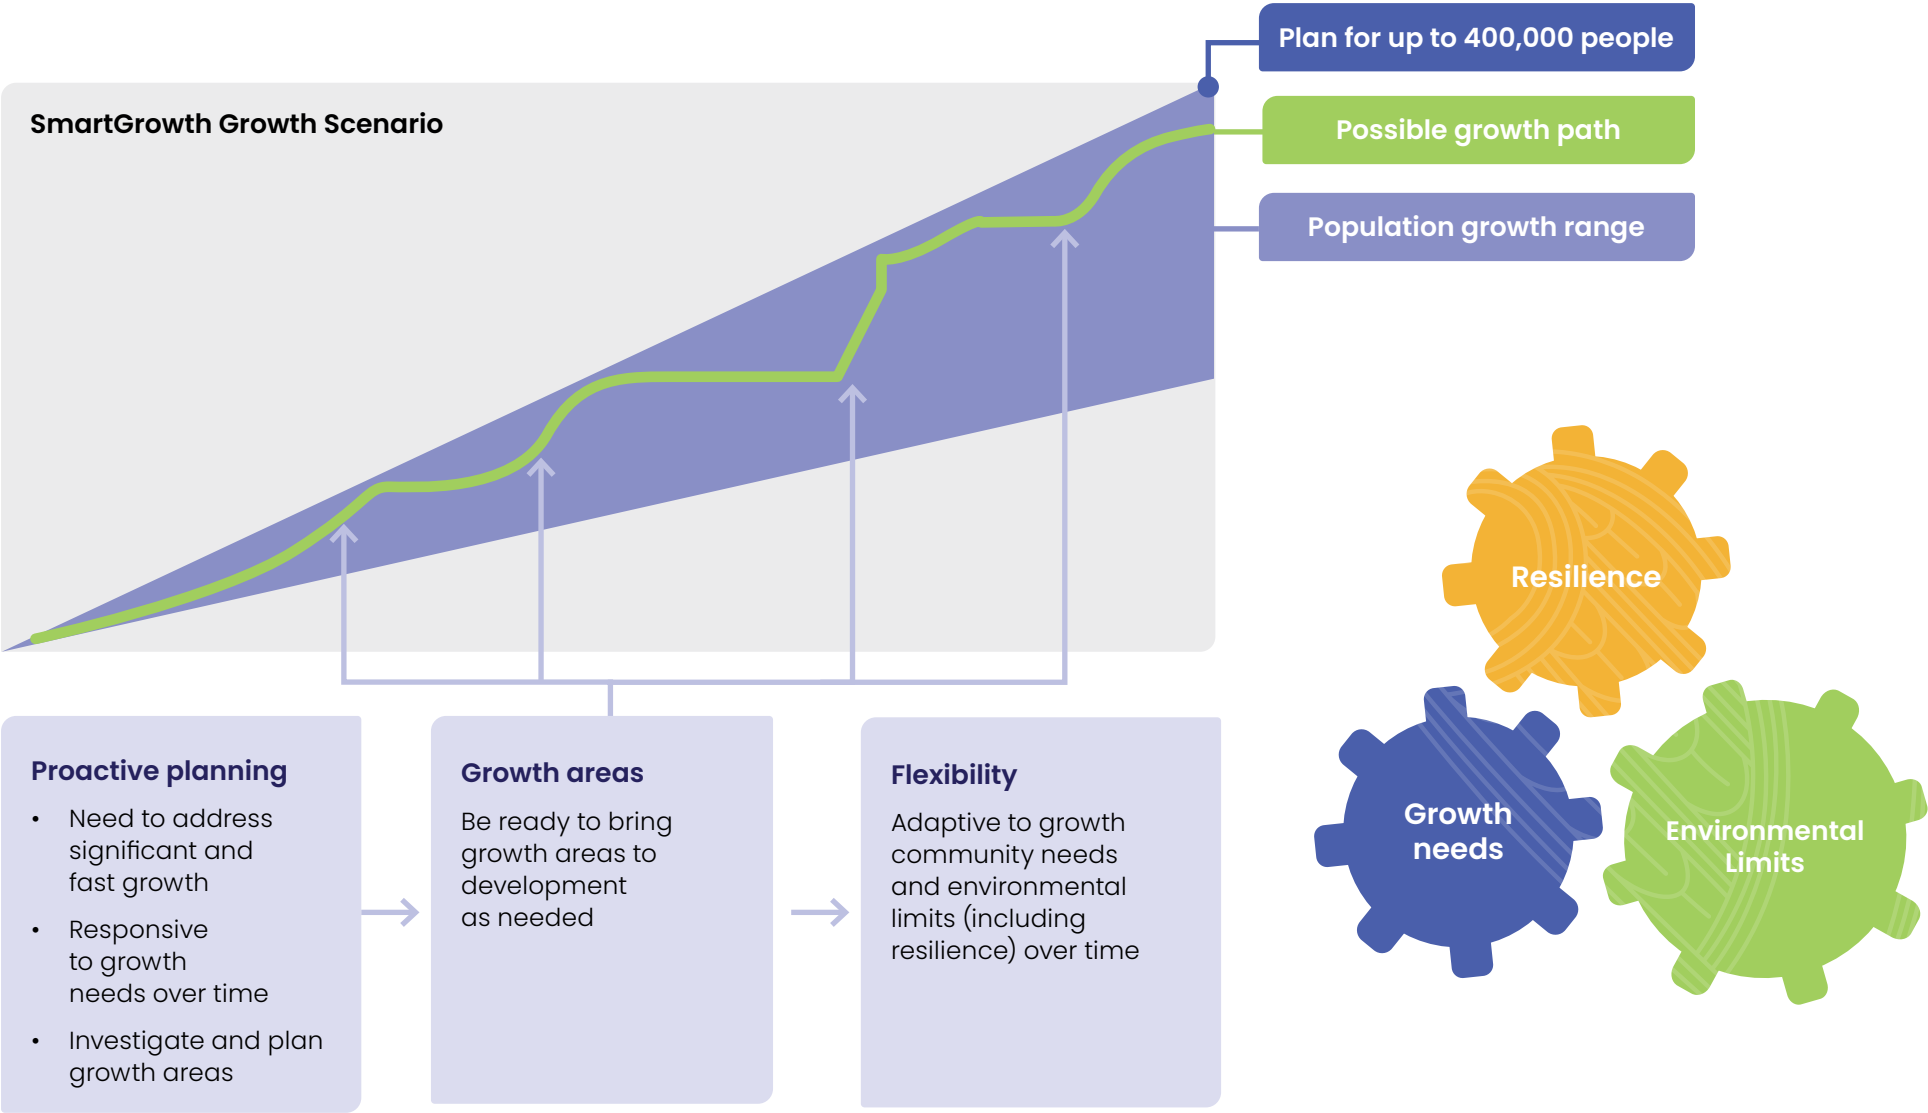 Plan for up to 400,000 people
SmartGrowth Growth Scenario
Possible growth path
Population growth range
Resilience
Growth
needs
Environmental
Limits
Proactive planning
• Need to address
significant and
fast growth
• Responsive
to growth
needs over time
• Investigate and plan
growth areas
Growth areas
Be ready to bring
growth areas to
development
as needed
Flexibility
Adaptive to growth
community needs
and environmental
limits (including
resilience) over time